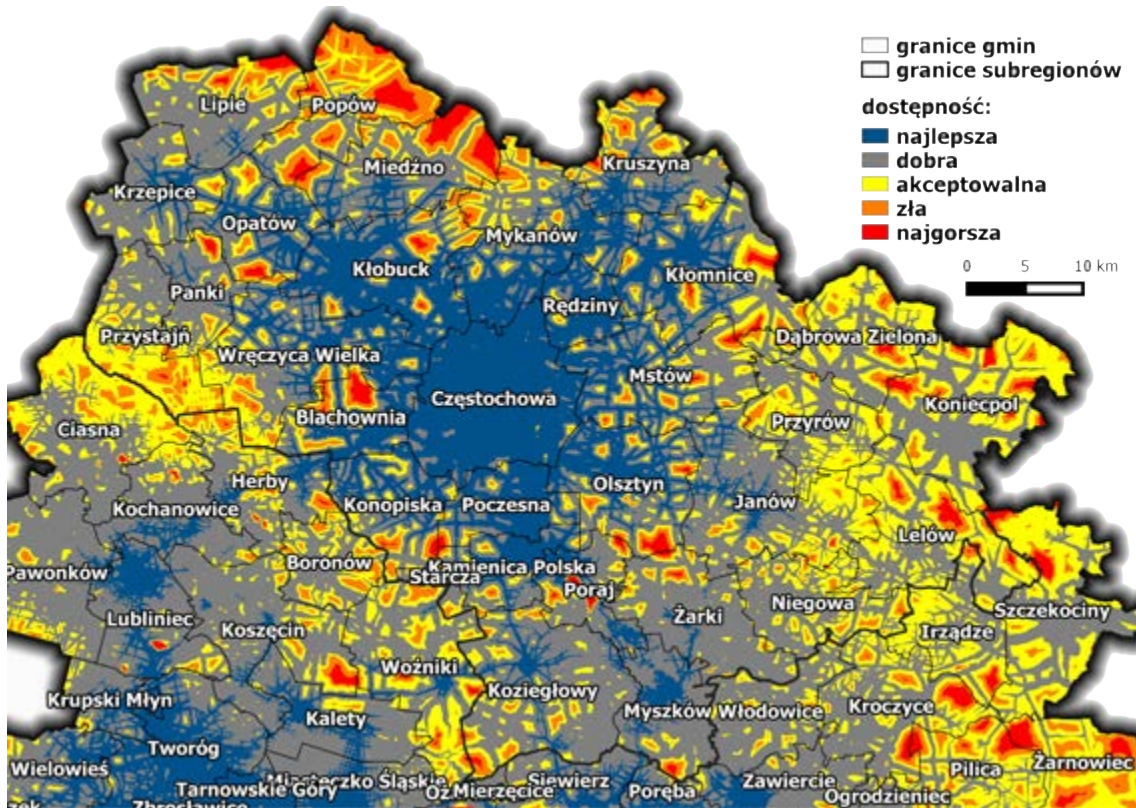 granice gmin
granice subregionów
dostępność:
najlepsza
dobra
akceptowalna
zła
najgorsza
0 5 10 km
Lipie
Popów
Miedźno
Kruszyna
Krzepice
Opatów
Mykanów
Kłobuck
Kłomnice
Panki
Rędziny
Przystajń
Dąbrowa Zielona
Wręczyca Wielka
Mstów
Częstochowa
Koniecpol
Blachownia
Przyrów
Ciasna
Herby
Olsztyn
Konopiska
Poczesna
Janów
Kochanowice
Lelów
Boronów
Kamienica Polska
Pawonków
Starcza
Poraj
Niegowa
Szczekociny
Lubliniec
Żarki
Koszęcin
Irządze
Woźniki
Koziegłowy
Krupski Młyn
Kroczyce
Myszków
Włodowice
Kalety
Tworóg
Żarnowiec
Wielowieś
Pilica
Miasteczko Śląskie
Siewierz
Zawiercie
Tarnowskie Góry
Oż
Mierzęcice
Poręba
Ogrodzieniec
Zbrosławice